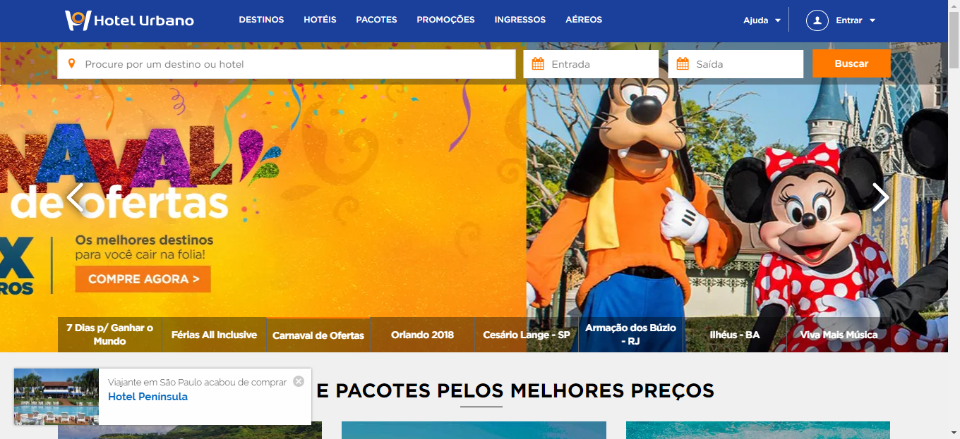 Hotel Urbano
DESTINOS HOTÉIS PACOTES PROMOÇÕES INGRESSOS AÉREOS
Ajuda Entrar
Procure por um destino ou hotel
Entrada
Saída
Buscar
NAVAL
de ofertas
X
ROS
Os melhores destinos
para você cair na folia!
COMPRE AGORA >
7 Dias p/ Ganhar o
Mundo
Férias All Inclusive
Carnaval de Ofertas
Orlando 2018
Cesário Lange - SP
Armação dos Búzio
- RJ
Ilhéus - BA
Viva Mais Música
Viajante em São Paulo acabou de comprar
Hotel Península
E PACOTES PELOS MELHORES PREÇOS